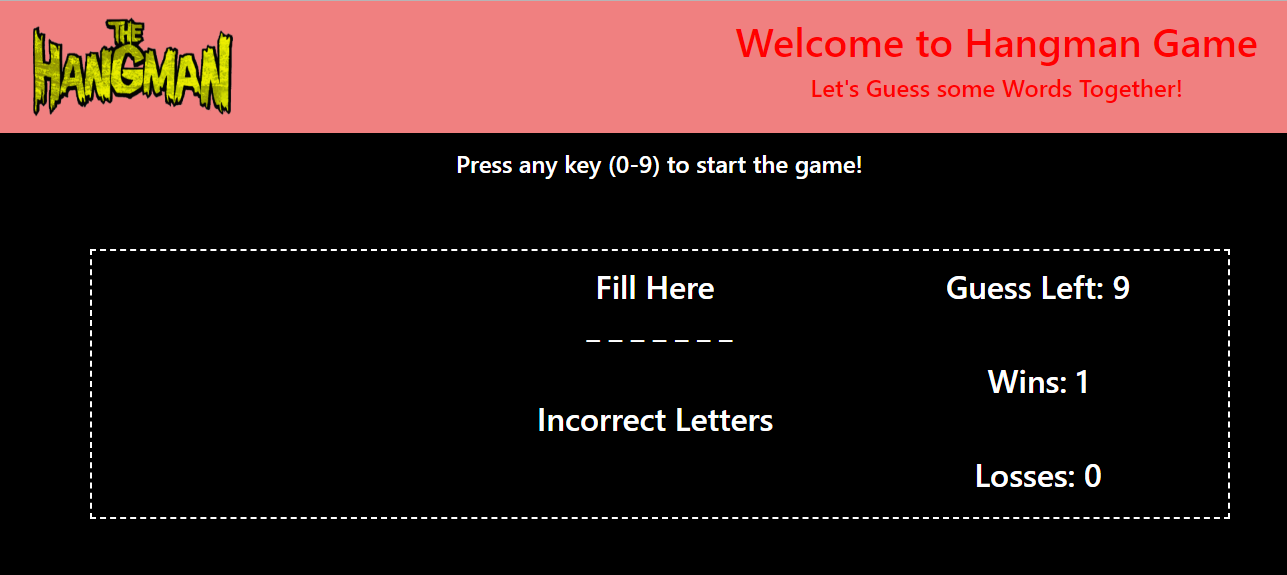 THE
HANGMAN
Welcome to Hangman Game
Let's Guess some Words Together!
Press any key (0-9) to start the game!
Fill Here
_ _ _ _ _ _ _
Incorrect Letters
Guess Left: 9
Wins: 1
Losses: 0